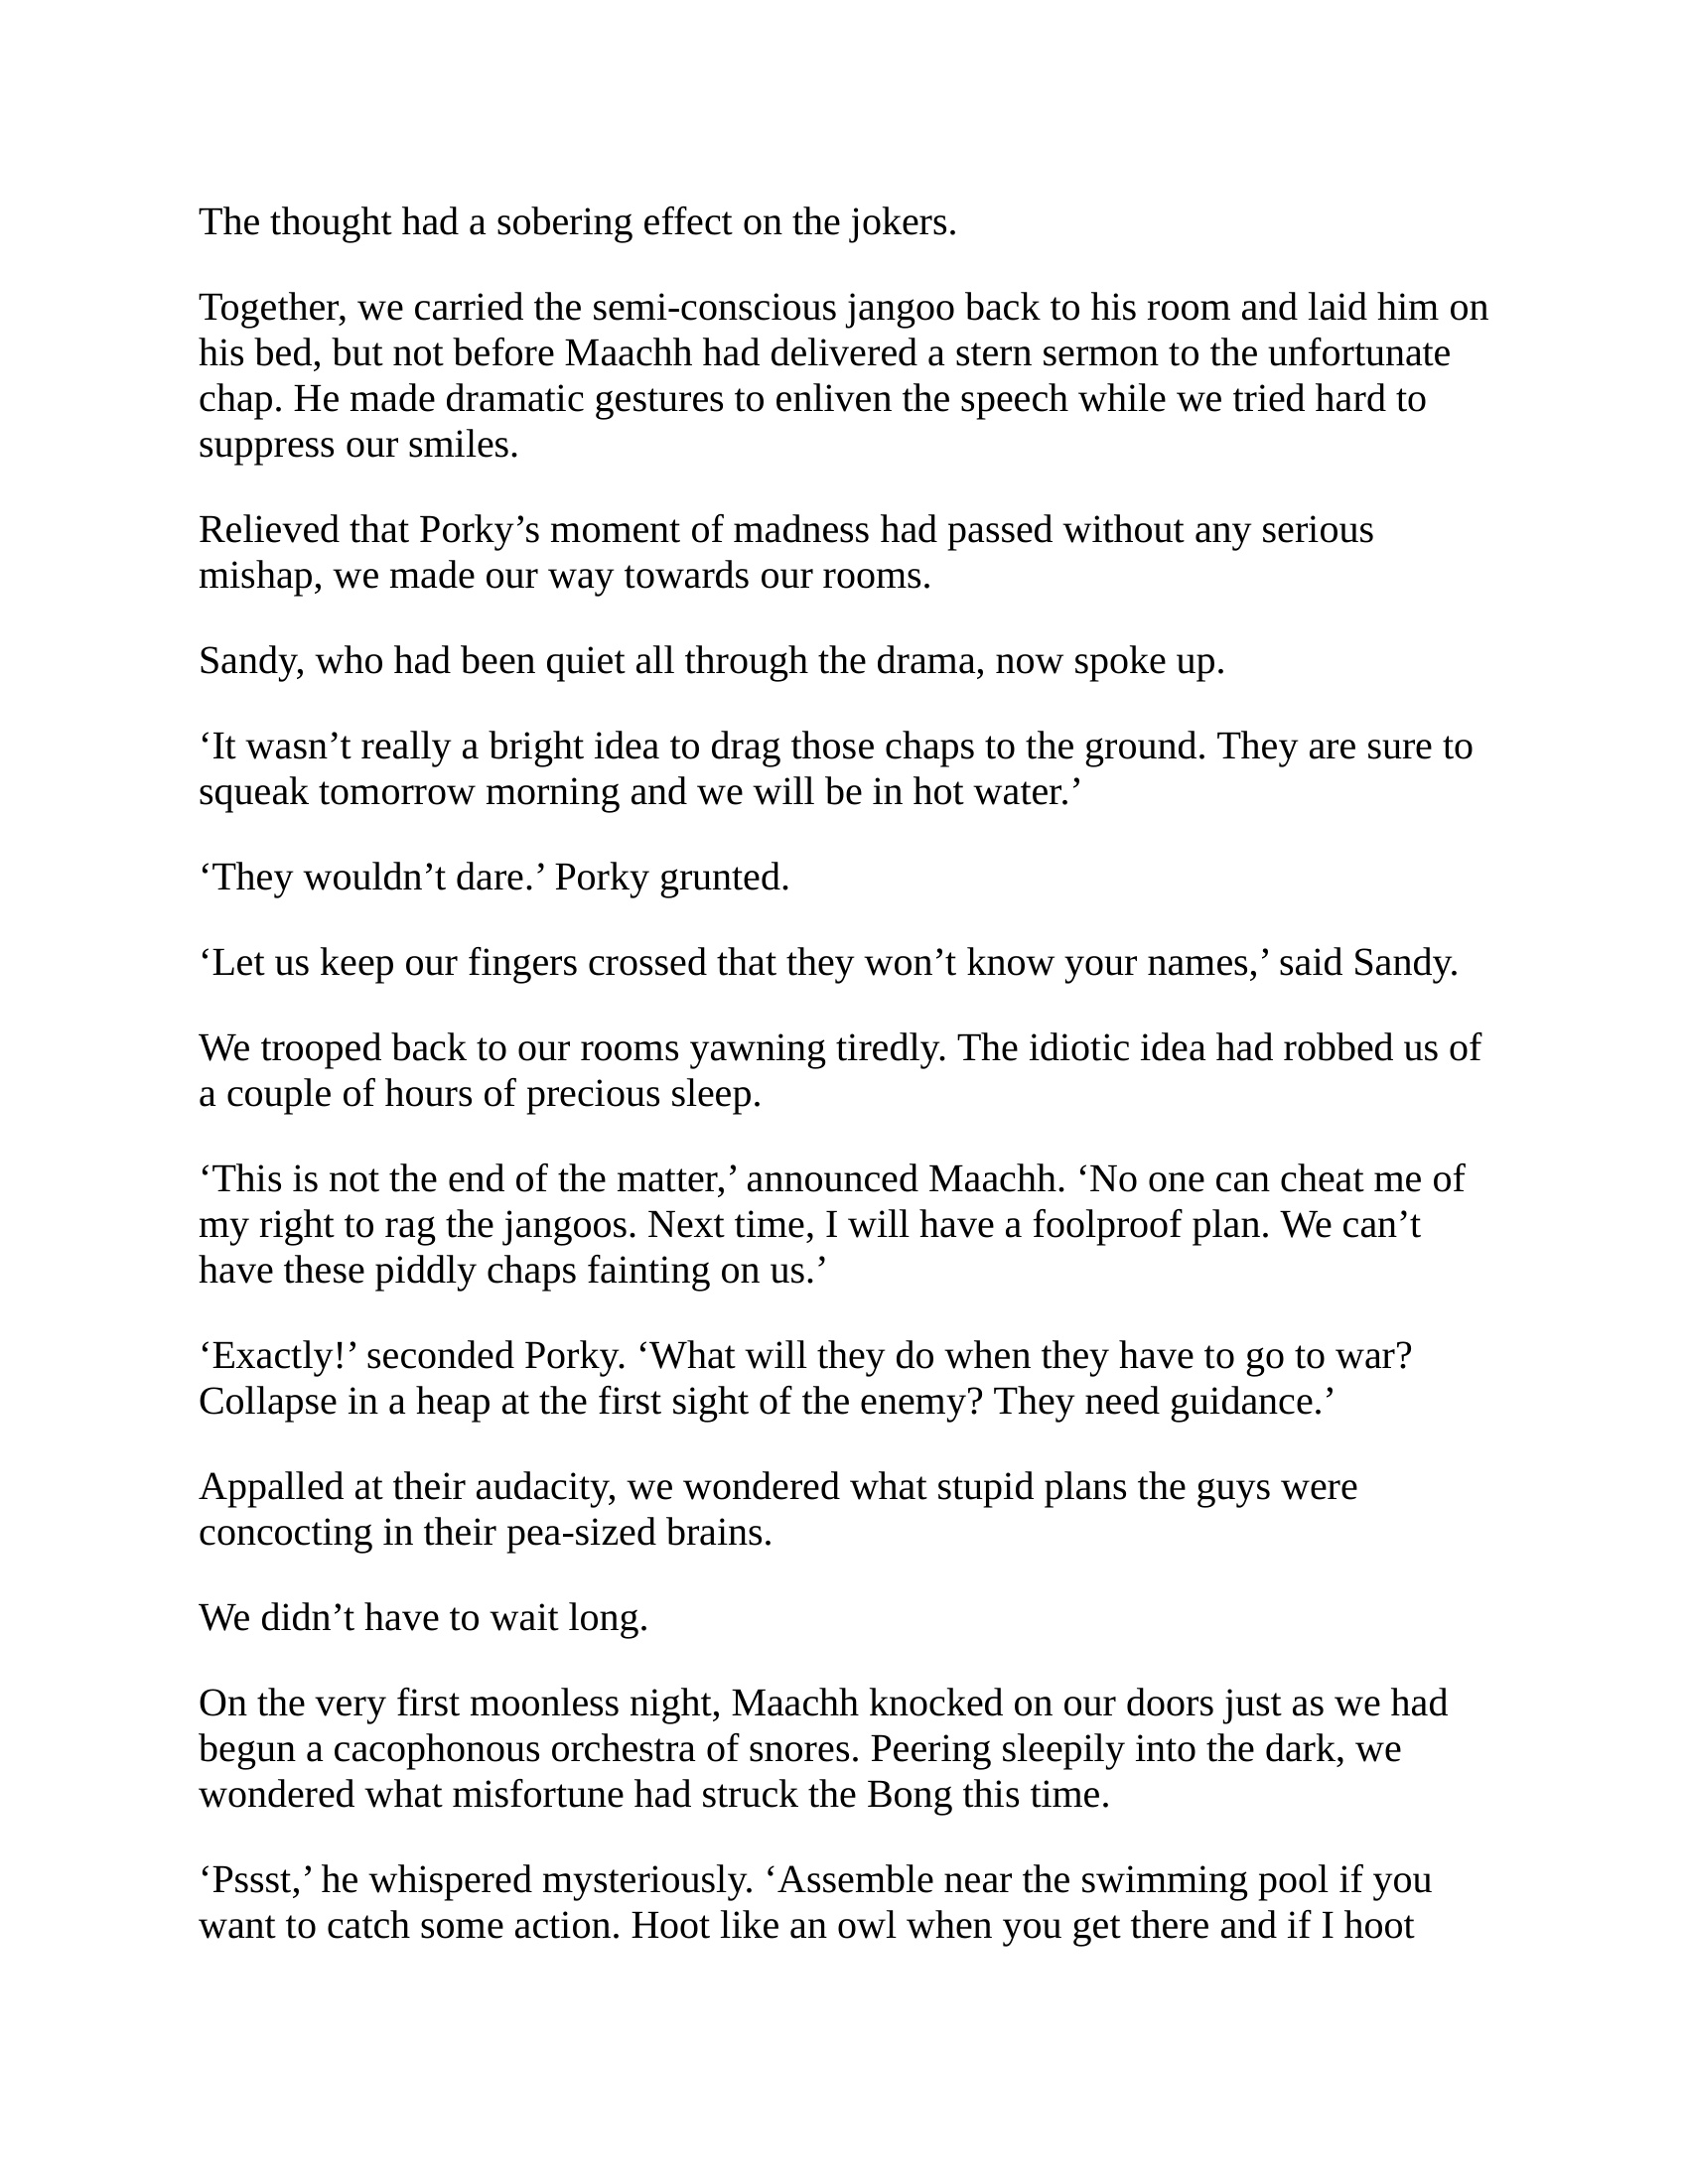 The thought had a sobering effect on the jokers.
Together, we carried the semi-conscious jangoo back to his room and laid him on
his bed, but not before Maachh had delivered a stern sermon to the unfortunate
chap. He made dramatic gestures to enliven the speech while we tried hard to
suppress our smiles.
Relieved that Porky’s moment of madness had passed without any serious
mishap, we made our way towards our rooms.
Sandy, who had been quiet all through the drama, now spoke up.
‘It wasn’t really a bright idea to drag those chaps to the ground. They are sure to
squeak tomorrow morning and we will be in hot water.’
‘They wouldn’t dare.’ Porky grunted.
‘Let us keep our fingers crossed that they won’t know your names,’ said Sandy.
We trooped back to our rooms yawning tiredly. The idiotic idea had robbed us of
a couple of hours of precious sleep.
‘This is not the end of the matter,’ announced Maachh. ‘No one can cheat me of
my right to rag the jangoos. Next time, I will have a foolproof plan. We can’t
have these piddly chaps fainting on us.’
‘Exactly!’ seconded Porky. ‘What will they do when they have to go to war?
Collapse in a heap at the first sight of the enemy? They need guidance.’
Appalled at their audacity, we wondered what stupid plans the guys were
concocting in their pea-sized brains.
We didn’t have to wait long.
On the very first moonless night, Maachh knocked on our doors just as we had
begun a cacophonous orchestra of snores. Peering sleepily into the dark, we
wondered what misfortune had struck the Bong this time.
‘Pssst,’ he whispered mysteriously. ‘Assemble near the swimming pool if you
want to catch some action. Hoot like an owl when you get there and if I hoot